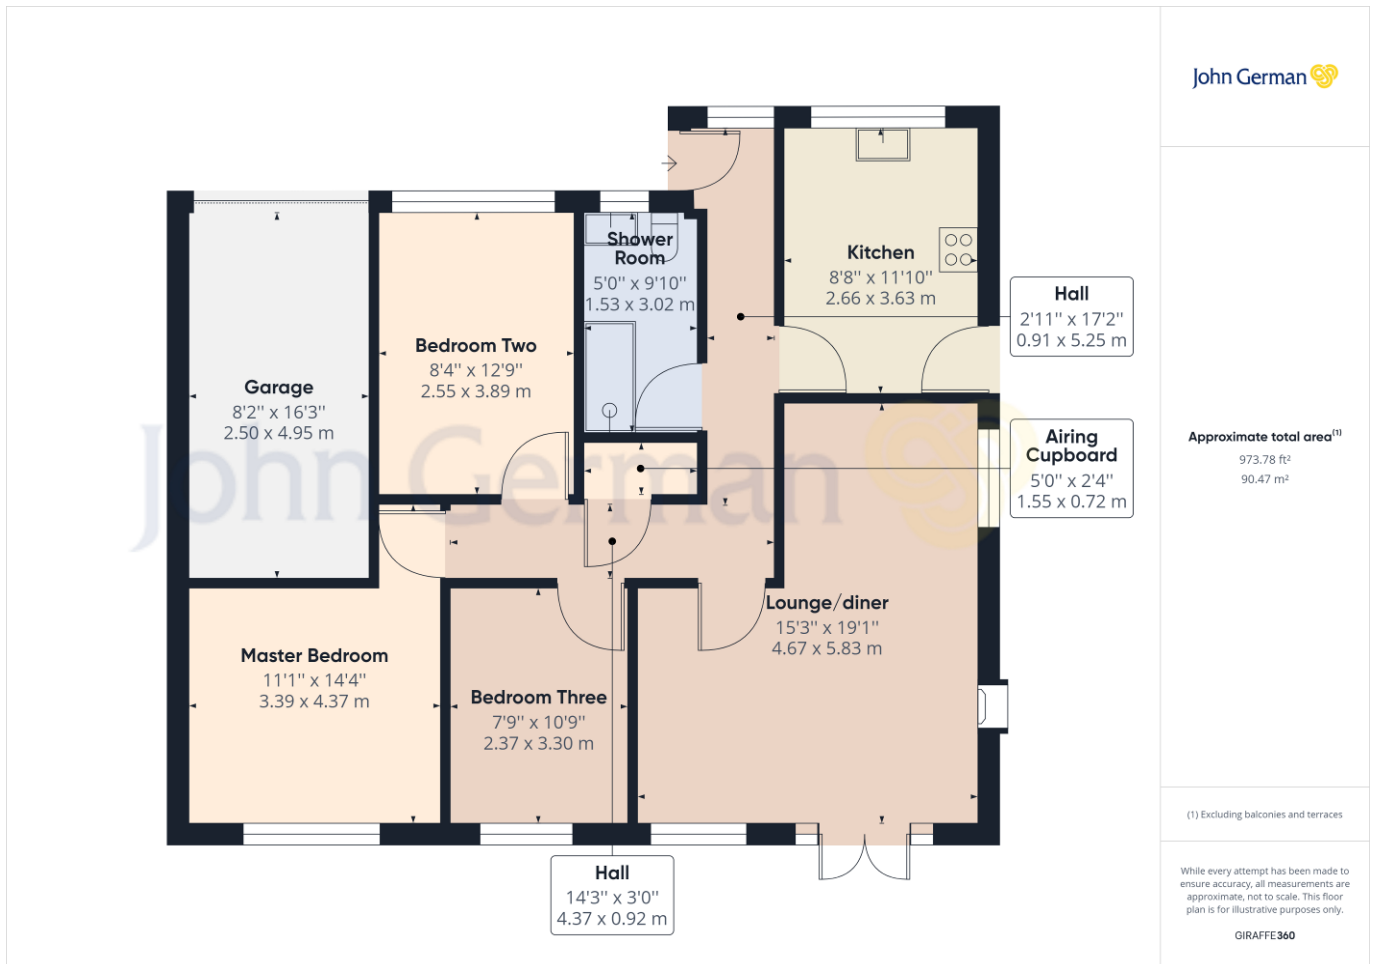 John German
Kitchen
8'8'' x 11'10''
2.66 x 3.63 m
Shower
Room
5'0'' x 9'10''
1.53 x 3.02 m
Hall
2'11'' x 17'2''
0.91 x 5.25 m
Bedroom Two
8'4'' x 12'9''
2.55 x 3.89 m
Garage
8'2'' x 16'3''
2.50 x 4.95 m
Airing
Cupboard
5'0'' x 2'4''
1.55 x 0.72 m
John German
Lounge/diner
15'3'' x 19'1''
4.67 x 5.83 m
Master Bedroom
11'1'' x 14'4''
3.39 x 4.37 m
Bedroom Three
7'9'' x 10'9''
2.37 x 3.30 m
Hall
14'3'' x 3'0''
4.37 x 0.92 m
Approximate total area(1)
973.78 ft²
90.47 m²
(1) Excluding balconies and terraces
While every attempt has been made to
ensure accuracy, all measurements are
approximate, not to scale. This floor
plan is for illustrative purposes only.
GIRAFFE360